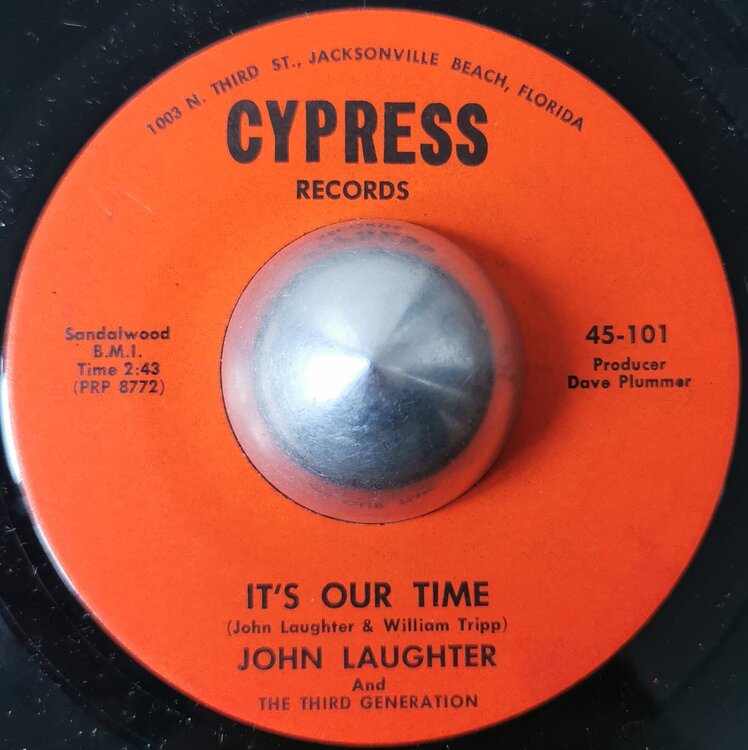 1003 N. THIRD ST., JACKSONVILLE BEACH, FLORIDA
CYPRESS
RECORDS
Sandalwood
B.M.I.
Time 2:43
(PRP 8772)
45-101
Producer
Dave Plummer
IT'S OUR TIME
(John Laughter & William Tripp)
JOHN LAUGHTER
And
THE THIRD GENERATION